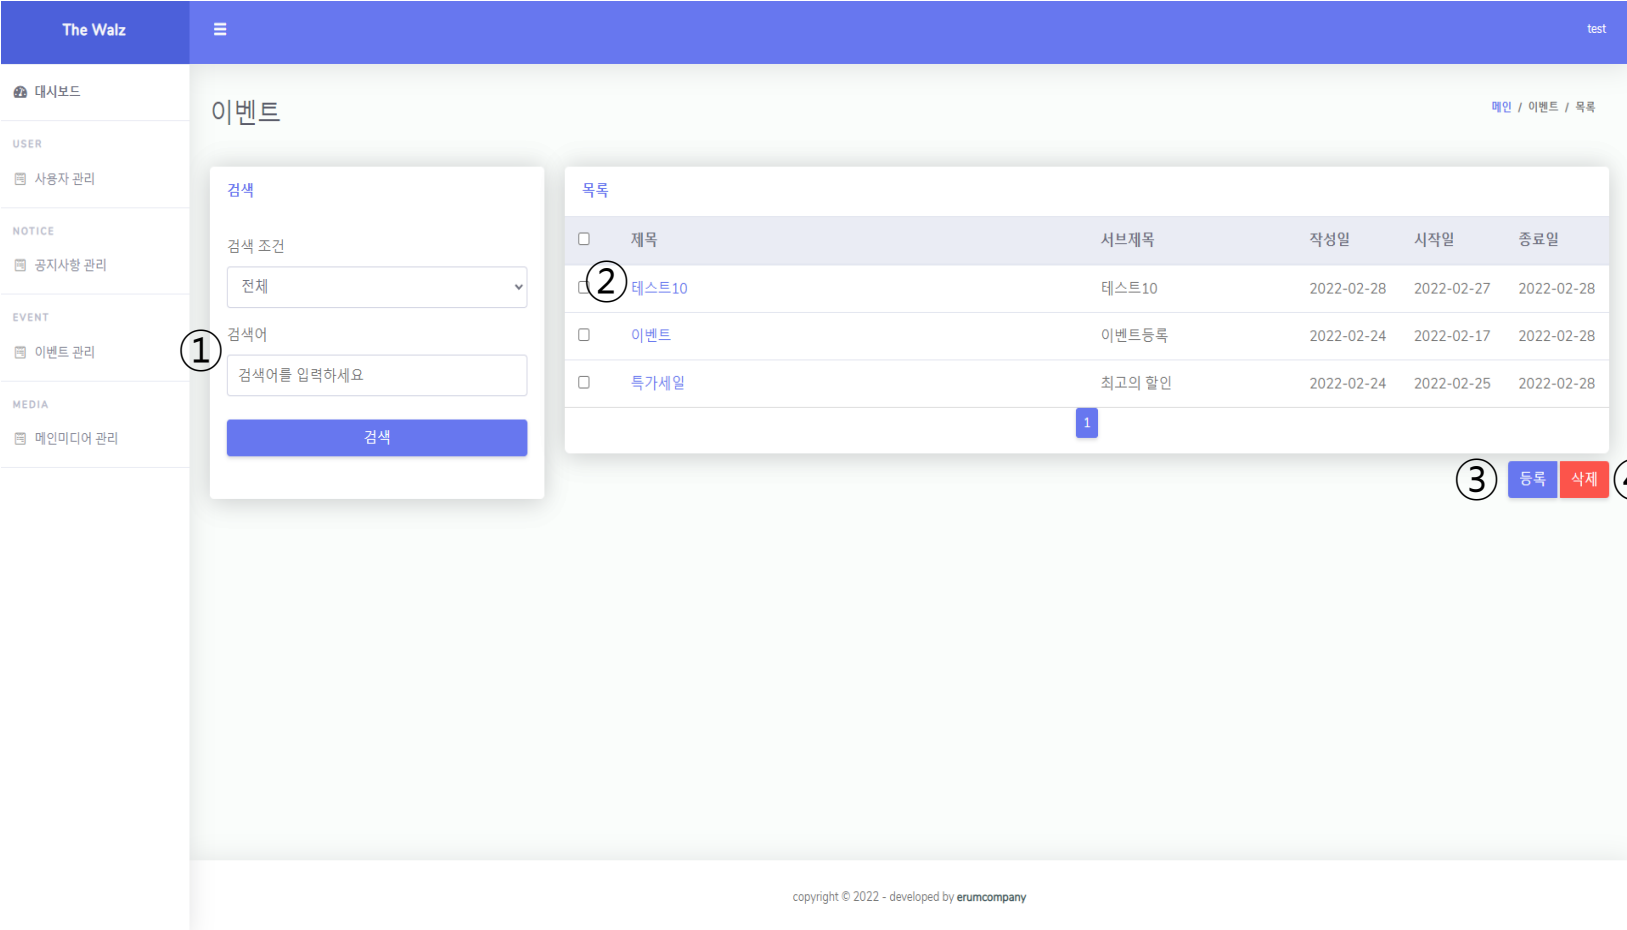 The Walz
test
대시보드
USER
사용자 관리
NOTICE
공지사항 관리
EVENT
이벤트 관리
MEDIA
메인미디어 관리
이벤트
메인 / 이벤트 / 목록
검색
검색 조건
전체
① 검색어
검색어를 입력하세요
검색
목록
제목 서브제목 작성일 시작일 종료일
② 테스트10 테스트10 2022-02-28 2022-02-27 2022-02-28
이벤트 이벤트등록 2022-02-24 2022-02-17 2022-02-28
특가세일 최고의 할인 2022-02-24 2022-02-25 2022-02-28
1
③ 등록 삭제
copyright © 2022 - developed by erumcompany